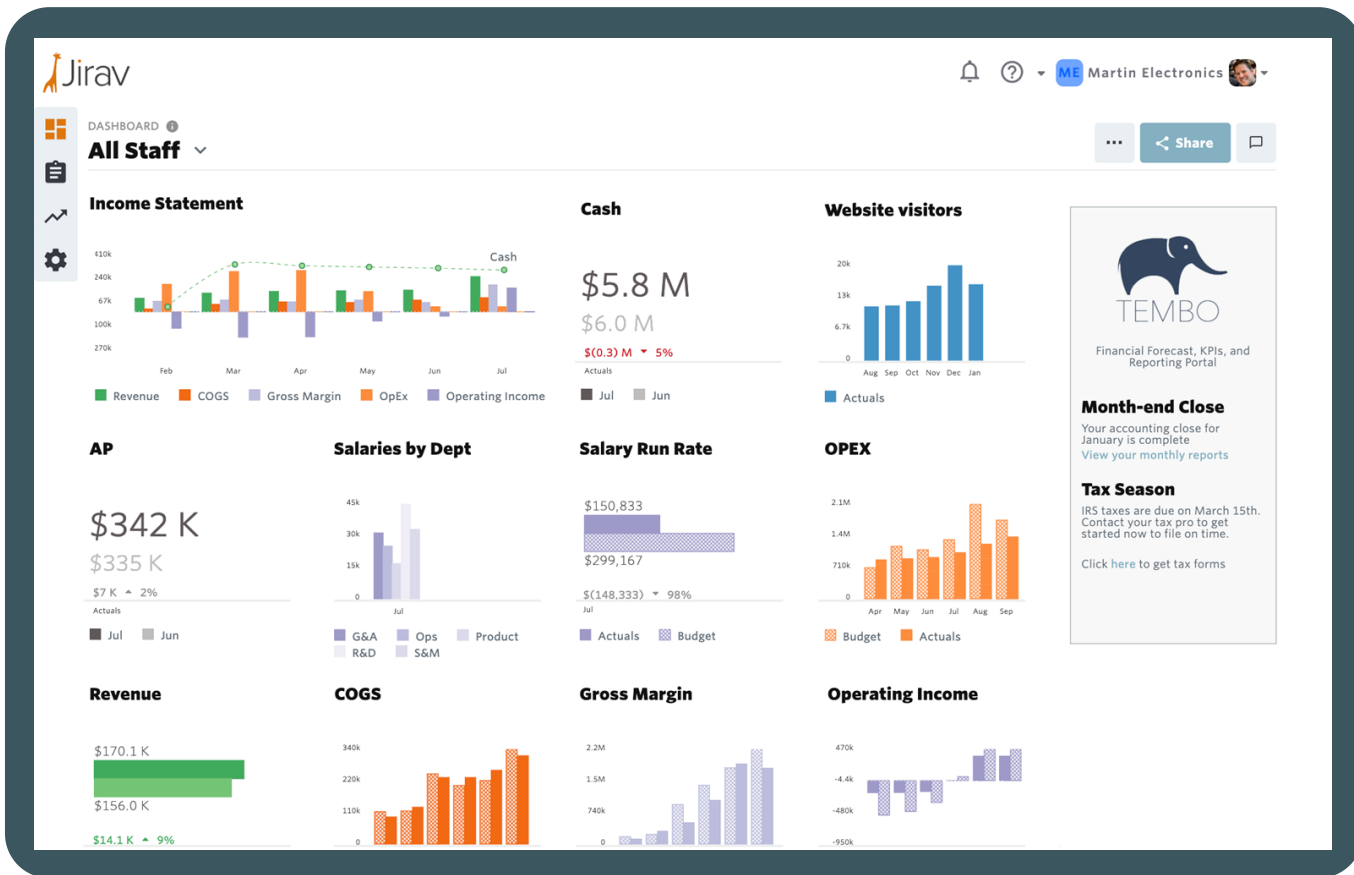 Jirav
ME Martin Electronics
DASHBOARD
All Staff
Share
Income Statement
410k
240k
67k
100k
270k
Cash
Feb Mar Apr May Jun Jul
Revenue COGS Gross Margin OpEx Operating Income
Cash
$5.8 M
$6.0 M
$(0.3) M 5%
Actuals
Jul Jun
Website visitors
20k
13k
6.7k
0
Aug Sep Oct Nov Dec Jan
Actuals
TEMBO
Financial Forecast, KPIs, and
Reporting Portal
Month-end Close
Your accounting close for
January is complete
View your monthly reports
Tax Season
IRS taxes are due on March 15th.
Contact your tax pro to get
started now to file on time.
Click here to get tax forms
AP
$342 K
$335 K
$7 K 2%
Actuals
Jul Jun
Salaries by Dept
45k
30k
15k
0
Jul
G&A Ops Product
R&D S&M
Salary Run Rate
$150,833
$299,167
$(148,333) 98%
Jul
Actuals Budget
OPEX
2.1M
1.4M
710k
0
Apr May Jun Jul Aug Sep
Budget Actuals
Revenue
$170.1 K
$156.0 K
$14.1 K 9%
COGS
340k
220k
110k
0
Gross Margin
2.2M
1.5M
740k
0
Operating Income
470k
-4.4k
-480k
-950k